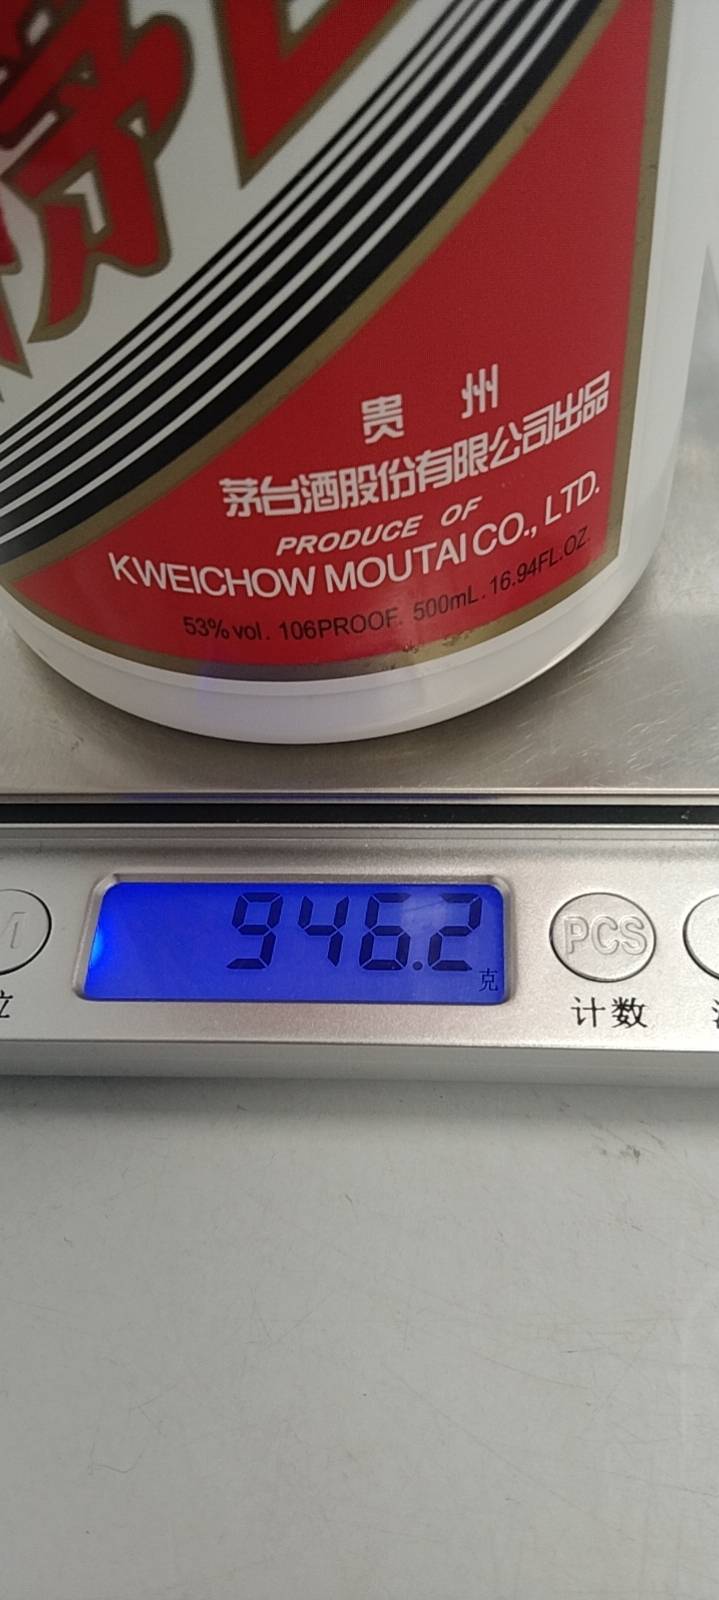 贵 州
茅台酒股份有限公司出品
PRODUCE OF
KWEICHOW MOUTAI CO., LTD.
53% vol. 106PROOF. 500mL. 16.94FL.OZ.
946.2
克
PCS
计数